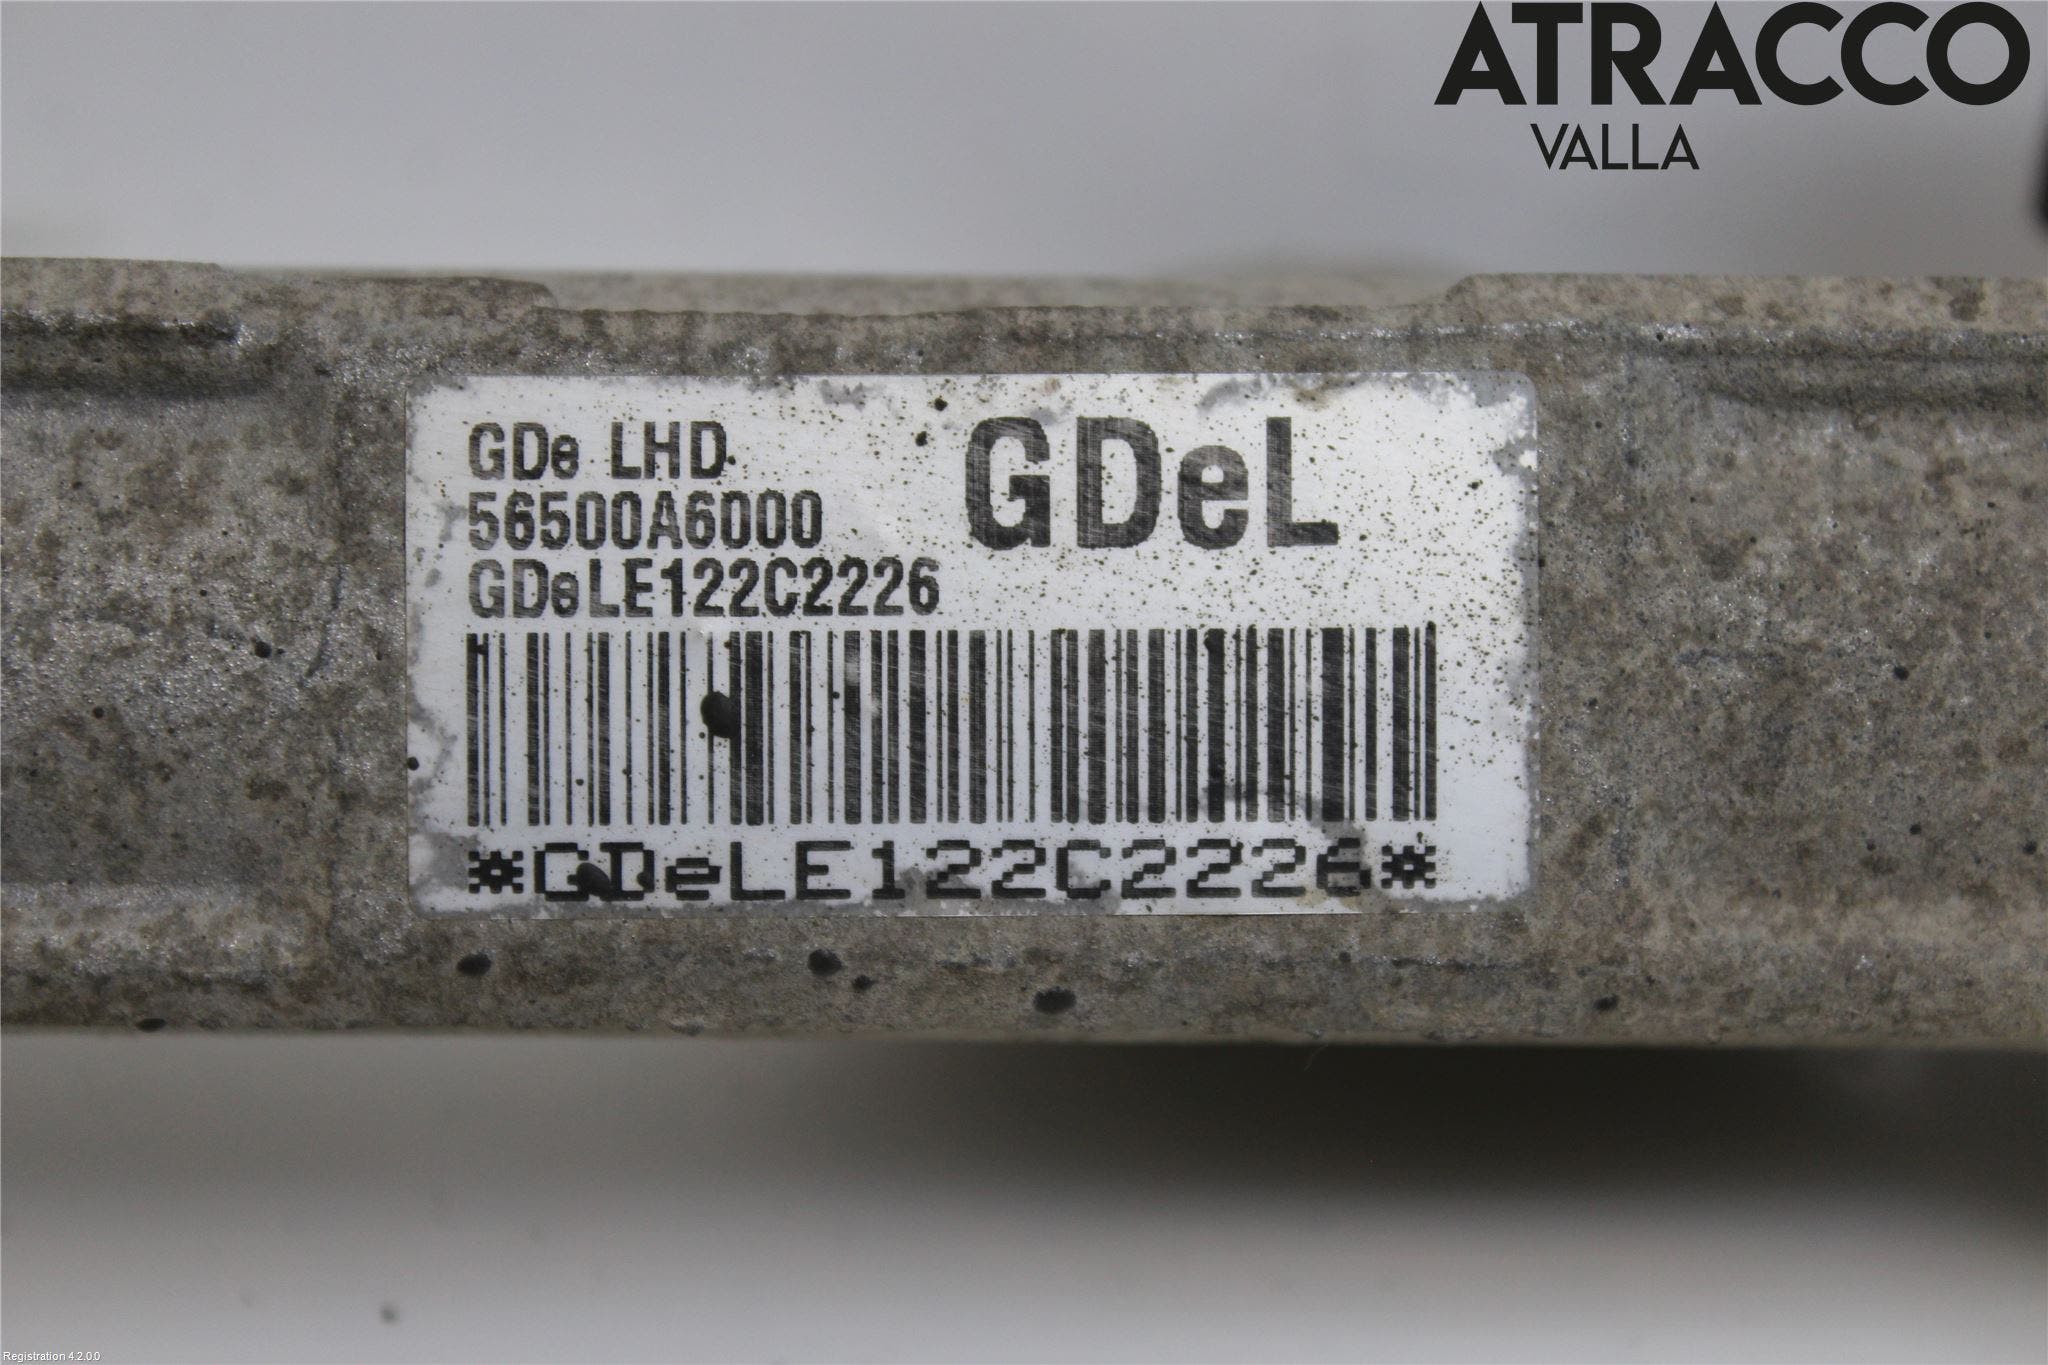 ATRACCO
VALLA
GDe LHD
GDeL
56500A6000
GDeLE122C2226
*GDeLE122C2226*
Registration 4.2.0.0